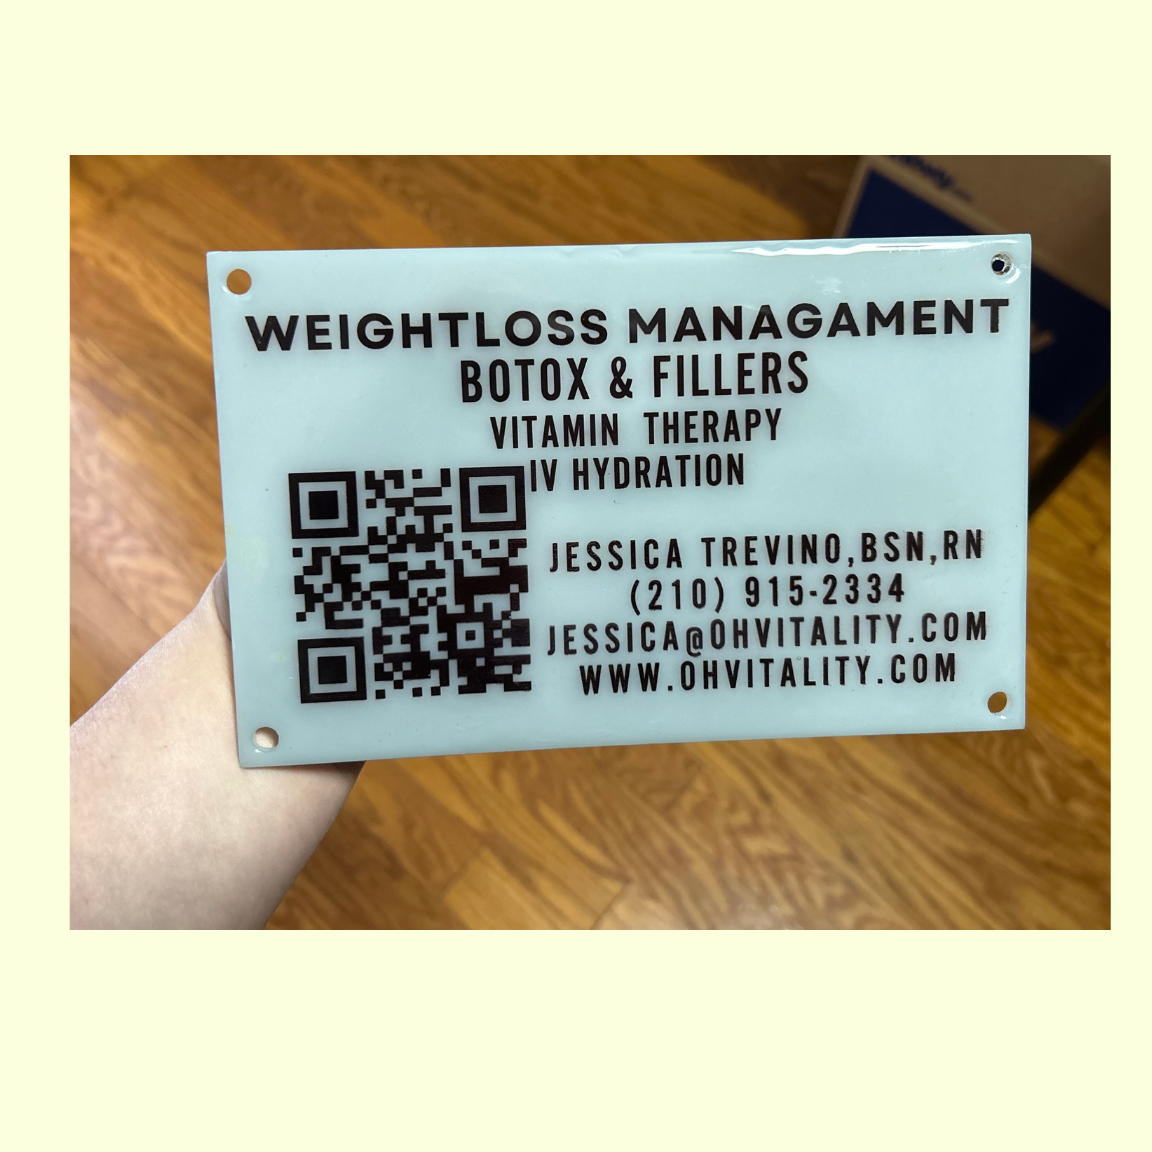 WEIGHTLOSS MANAGAMENT
BOTOX & FILLERS
VITAMIN THERAPY
IV HYDRATION
JESSICA TREVINO,BSN,RN
(210) 915-2334
JESSICA@OHVITALITY.COM
WWW.OHVITALITY.COM